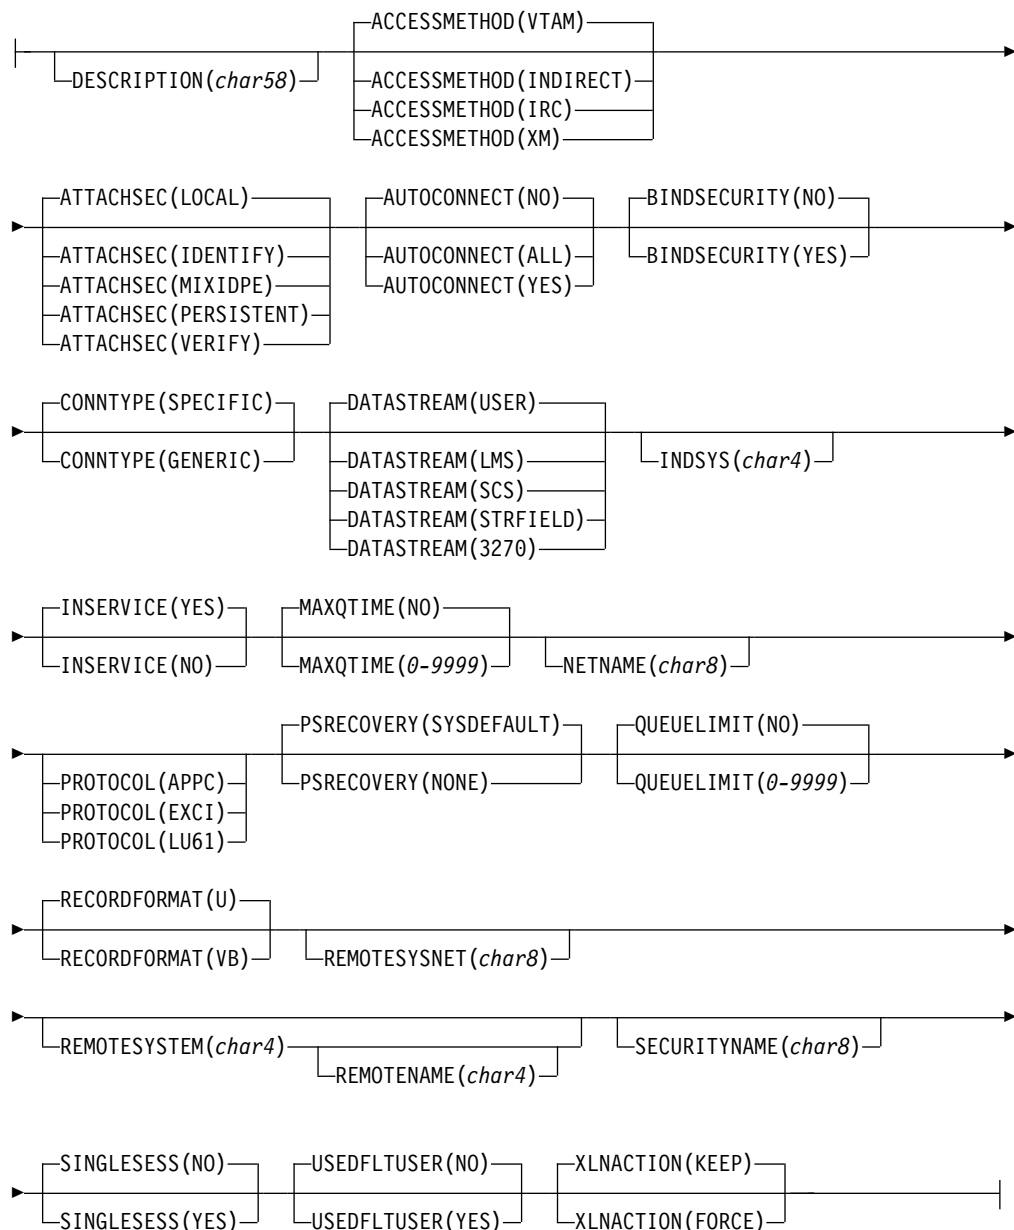 ACCESSMETHOD(VTAM)
DESCRIPTION(char58) ACCESSMETHOD(INDIRECT)
ACCESSMETHOD(IRC)
ACCESSMETHOD(XM)
ATTACHSEC(LOCAL) AUTOCONNECT(NO) BINDSECURITY(NO)
ATTACHSEC(IDENTIFY) AUTOCONNECT(ALL) BINDSECURITY(YES)
ATTACHSEC(MIXIDPE) AUTOCONNECT(YES)
ATTACHSEC(PERSISTENT)
ATTACHSEC(VERIFY)
CONNTYPE(SPECIFIC) DATASTREAM(USER)
CONNTYPE(GENERIC) DATASTREAM(LMS) INDSYS(char4)
DATASTREAM(SCS)
DATASTREAM(STRFIELD)
DATASTREAM(3270)
INSERVICE(YES) MAXQTIME(NO)
INSERVICE(NO) MAXQTIME(0-9999) NETNAME(char8)
PSRECOVERY(SYSDEFAULT) QUEUELIMIT(NO)
PROTOCOL(APPC) PSRECOVERY(NONE) QUEUELIMIT(0-9999)
PROTOCOL(EXCI)
PROTOCOL(LU61)
RECORDFORMAT(U)
RECORDFORMAT(VB) REMOTESYSNET(char8)
REMOTESYSTEM(char4) SECURITYNAME(char8)
REMOTENAME(char4)
SINGLESESS(NO) USEDFLTUSER(NO) XLNACTION(KEEP)
SINGLESESS(YES) USEDFLTUSER(YES) XLNACTION(FORCE)